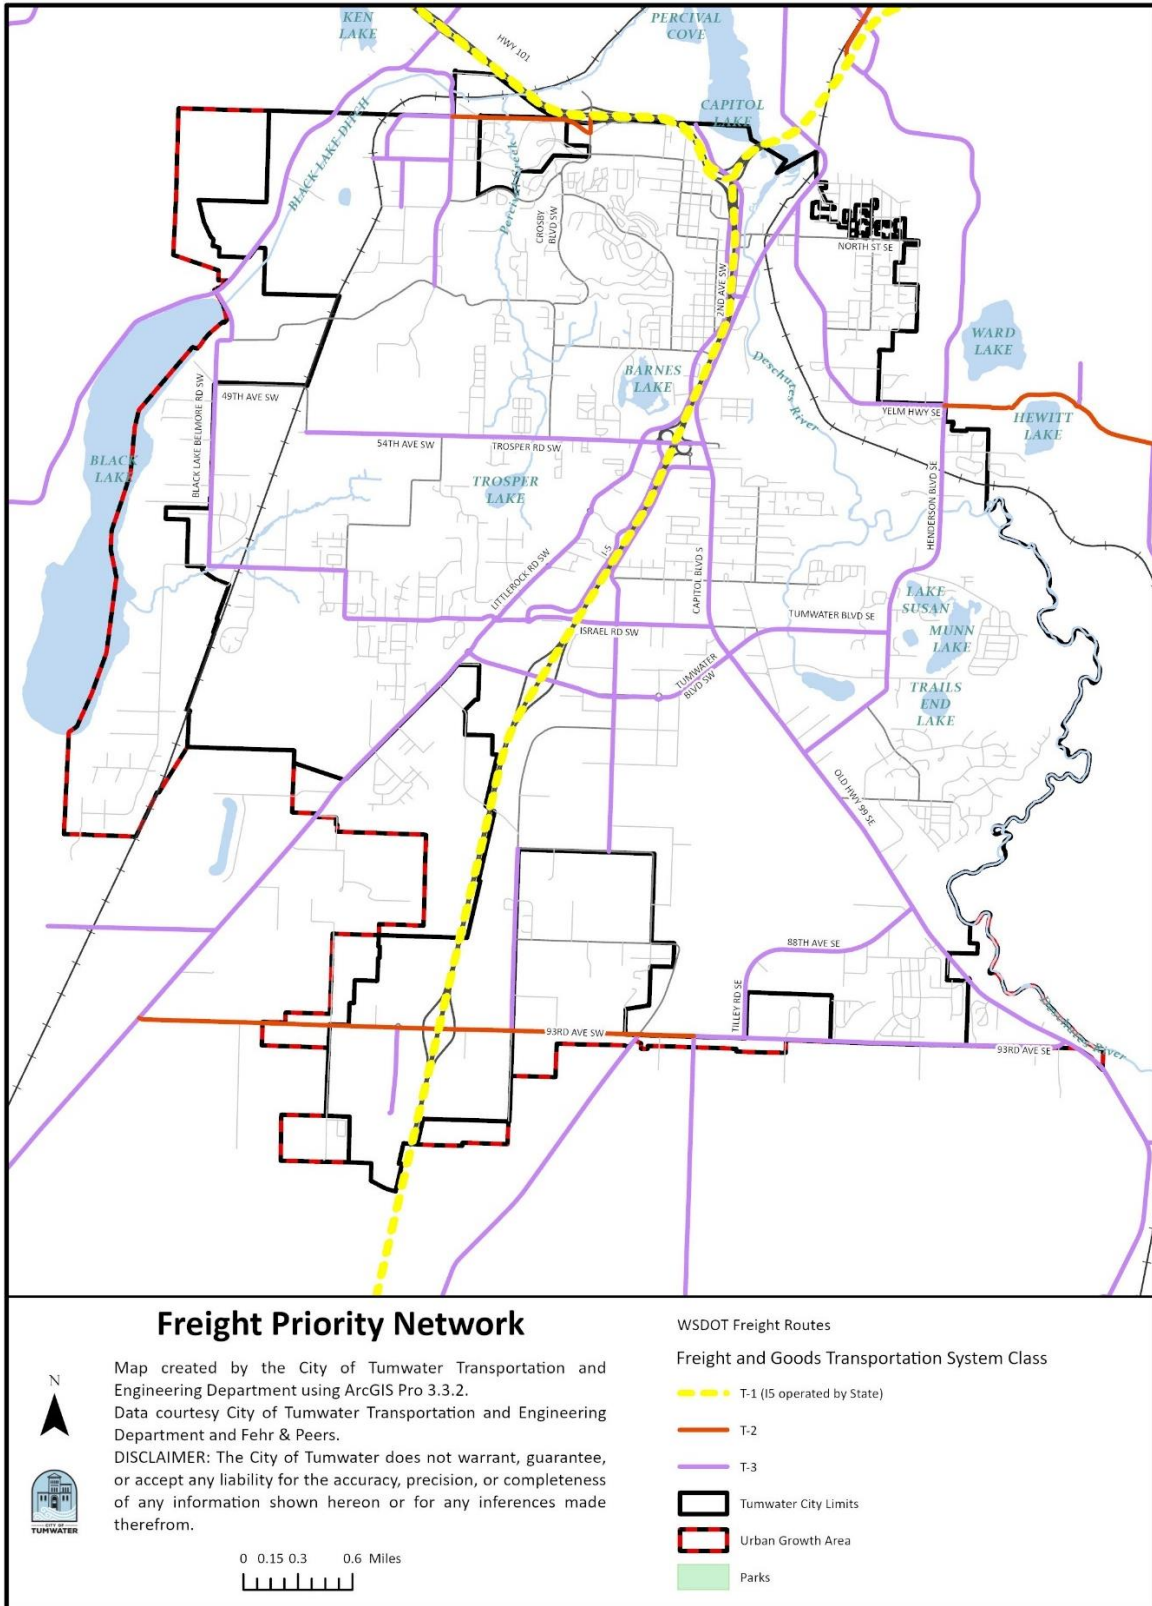 KEN
LAKE
HWY 101
PERCIVAL
COVE
CAPITOL
LAKE
BLACK LAKE DITCH
Percival Creek
CROSBY
BLVD SW
2ND AVE SW
NORTH ST SE
WARD
LAKE
BARNES
LAKE
Deschutes River
YELM HWY SE
HEWITT
LAKE
49TH AVE SW
BLACK LAKE BELMORE RD SW
54TH AVE SW
TROSPER RD SW
BLACK
LAKE
TROSPER
LAKE
HENDERSON BLVD SE
I-5
CAPITOL BLVD S
LITTLEROCK RD SW
LAKE
SUSAN
TUMWATER BLVD SE
MUNN
LAKE
ISRAEL RD SW
TUMWATER
BLVD SW
TRAILS
END
LAKE
OLD HWY 99 SE
88TH AVE SE
TILLEY RD SE
93RD AVE SW
93RD AVE SE
Deschutes River
Freight Priority Network
Map created by the City of Tumwater Transportation and
Engineering Department using ArcGIS Pro 3.3.2.
Data courtesy City of Tumwater Transportation and Engineering
Department and Fehr & Peers.
DISCLAIMER: The City of Tumwater does not warrant, guarantee,
or accept any liability for the accuracy, precision, or completeness
of any information shown hereon or for any inferences made
therefrom.
N
CITY OF
TUMWATER
0 0.15 0.3 0.6 Miles
WSDOT Freight Routes
Freight and Goods Transportation System Class
T-1 (I5 operated by State)
T-2
T-3
Tumwater City Limits
Urban Growth Area
Parks